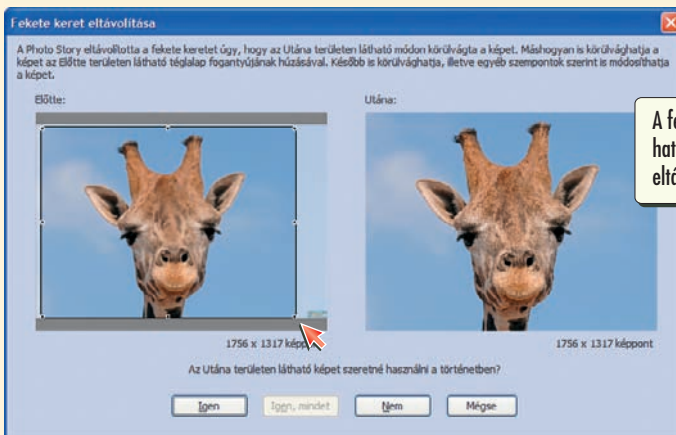 Fekete keret eltávolítása
A Photo Story eltávolította a fekete keretet úgy, hogy az Utána területen látható módon körülvágta a képet. Máshogyan is körülvághatja a
képet az Előtte területen látható téglalap fogantyújának húzásával. Később is körülvághatja, illetve egyéb szempontok szerint is módosíthatja
a képet.
Előtte:
Utána:
A fe
hat
eltá
1756 x 1317 képpont
1756 x 1317 képpont
Az Utána területen látható képet szeretné használni a történetben?
Igen
Igen, mindet
Nem
Mégse